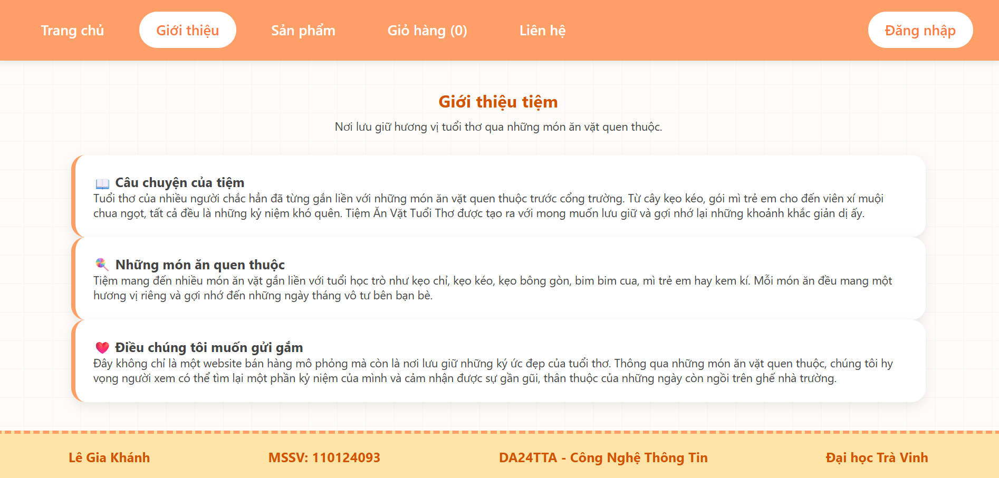 Trang chủ Giới thiệu Sản phẩm Giỏ hàng (0) Liên hệ Đăng nhập
Giới thiệu tiệm
Nơi lưu giữ hương vị tuổi thơ qua những món ăn vặt quen thuộc.
📖 Câu chuyện của tiệm
Tuổi thơ của nhiều người chắc hẳn đã từng gắn liền với những món ăn vặt quen thuộc trước cổng trường. Từ cây kẹo kéo, gói mì trẻ em cho đến viên xí muội
chua ngọt, tất cả đều là những kỷ niệm khó quên. Tiệm Ăn Vặt Tuổi Thơ được tạo ra với mong muốn lưu giữ và gợi nhớ lại những khoảnh khắc giản dị ấy.
🍭 Những món ăn quen thuộc
Tiệm mang đến nhiều món ăn vặt gắn liền với tuổi học trò như kẹo chỉ, kẹo kéo, kẹo bông gòn, bim bim cua, mì trẻ em hay kem kí. Mỗi món ăn đều mang một
hương vị riêng và gợi nhớ đến những ngày tháng vô tư bên bạn bè.
❤️ Điều chúng tôi muốn gửi gắm
Đây không chỉ là một website bán hàng mô phỏng mà còn là nơi lưu giữ những ký ức đẹp của tuổi thơ. Thông qua những món ăn vặt quen thuộc, chúng tôi hy
vọng người xem có thể tìm lại một phần kỷ niệm của mình và cảm nhận được sự gần gũi, thân thuộc của những ngày còn ngồi trên ghế nhà trường.
Lê Gia Khánh MSSV: 110124093 DA24TTA - Công Nghệ Thông Tin Đại học Trà Vinh